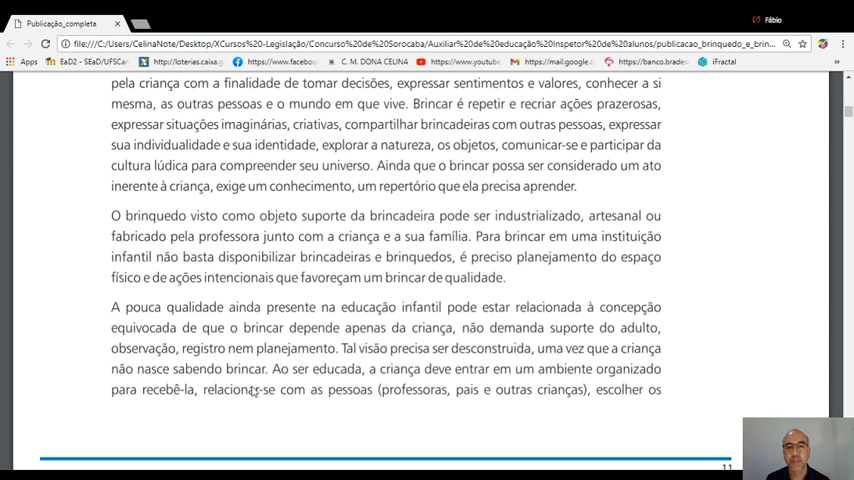 Publicação_completa
Fábio
file:///C:/Users/CelinaNote/Desktop/XCursos%20-Legislação/Concurso%20de%20Sorocaba/Auxiliar%20de%20educação%20Inspetor%20de%20alunos/publicacao_brinquedo_e_brin...
Apps EaD2 - SEaD/UFSCar http://loterias.caixa... https://www.facebo... C. M. DONA CELINA https://www.youtube... https://mail.google.c... https://banco.brade... iFractal
pela criança com a finalidade de tomar decisões, expressar sentimentos e valores, conhecer a si
mesma, as outras pessoas e o mundo em que vive. Brincar é repetir e recriar ações prazerosas,
expressar situações imaginárias, criativas, compartilhar brincadeiras com outras pessoas, expressar
sua individualidade e sua identidade, explorar a natureza, os objetos, comunicar-se e participar da
cultura lúdica para compreender seu universo. Ainda que o brincar possa ser considerado um ato
inerente à criança, exige um conhecimento, um repertório que ela precisa aprender.
O brinquedo visto como objeto suporte da brincadeira pode ser industrializado, artesanal ou
fabricado pela professora junto com a criança e a sua família. Para brincar em uma instituição
infantil não basta disponibilizar brincadeiras e brinquedos, é preciso planejamento do espaço
físico e de ações intencionais que favoreçam um brincar de qualidade.
A pouca qualidade ainda presente na educação infantil pode estar relacionada à concepção
equivocada de que o brincar depende apenas da criança, não demanda suporte do adulto,
observação, registro nem planejamento. Tal visão precisa ser desconstruída, uma vez que a criança
não nasce sabendo brincar. Ao ser educada, a criança deve entrar em um ambiente organizado
para recebê-la, relacionar-se com as pessoas (professoras, pais e outras crianças), escolher os
11